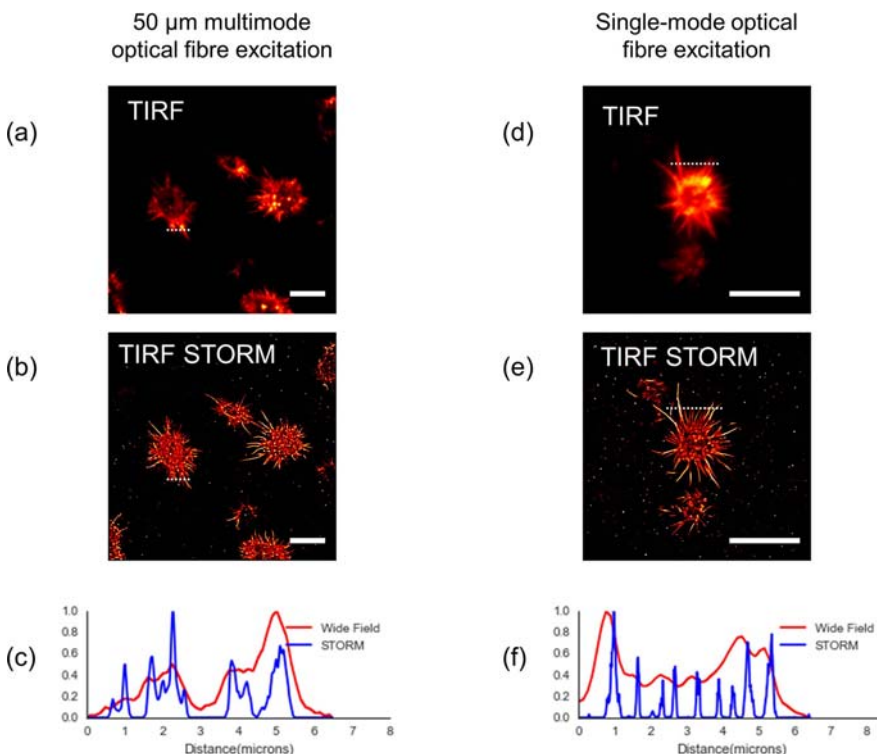 50 µm multimode
optical fibre excitation
Single-mode optical
fibre excitation
(a)
TIRF
(d)
TIRF
(b)
TIRF STORM
(e)
TIRF STORM
(c)
1.0
0.8
0.6
0.4
0.2
0.0
Wide Field
STORM
0 1 2 3 4 5 6 7 8
Distance(microns)
(f)
1.0
0.8
0.6
0.4
0.2
0.0
Wide Field
STORM
0 1 2 3 4 5 6 7 8
Distance(microns)